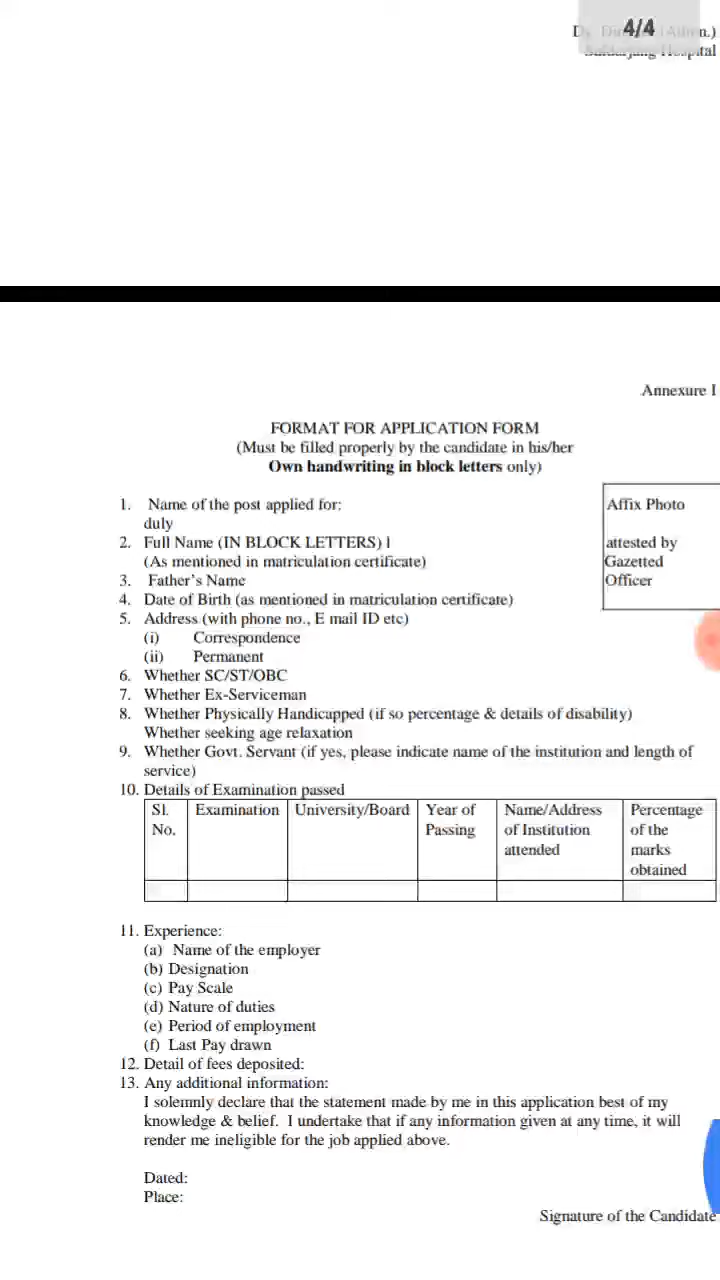 4/4
Hospital
Annexure I
FORMAT FOR APPLICATION FORM
(Must be filled properly by the candidate in his/her
Own handwriting in block letters only)
1. Name of the post applied for:
duly
2. Full Name (IN BLOCK LETTERS) l
(As mentioned in matriculation certificate)
3. Father's Name
4. Date of Birth (as mentioned in matriculation certificate)
5. Address (with phone no., E mail ID etc)
(i) Correspondence
(ii) Permanent
Affix Photo
attested by
Gazetted
Officer
6. Whether SC/ST/OBC
7. Whether Ex-Serviceman
8. Whether Physically Handicapped (if so percentage & details of disability)
Whether seeking age relaxation
9. Whether Govt. Servant (if yes, please indicate name of the institution and length of
service)
10. Details of Examination passed
Sl. Examination University/Board Year of Name/Address Percentage
No. Passing of Institution of the
attended marks
obtained
11. Experience:
(a) Name of the employer
(b) Designation
(c) Pay Scale
(d) Nature of duties
(e) Period of employment
(f) Last Pay drawn
12. Detail of fees deposited:
13. Any additional information:
I solemnly declare that the statement made by me in this application best of my
knowledge & belief. I undertake that if any information given at any time, it will
render me ineligible for the job applied above.
Dated:
Place:
Signature of the Candidate